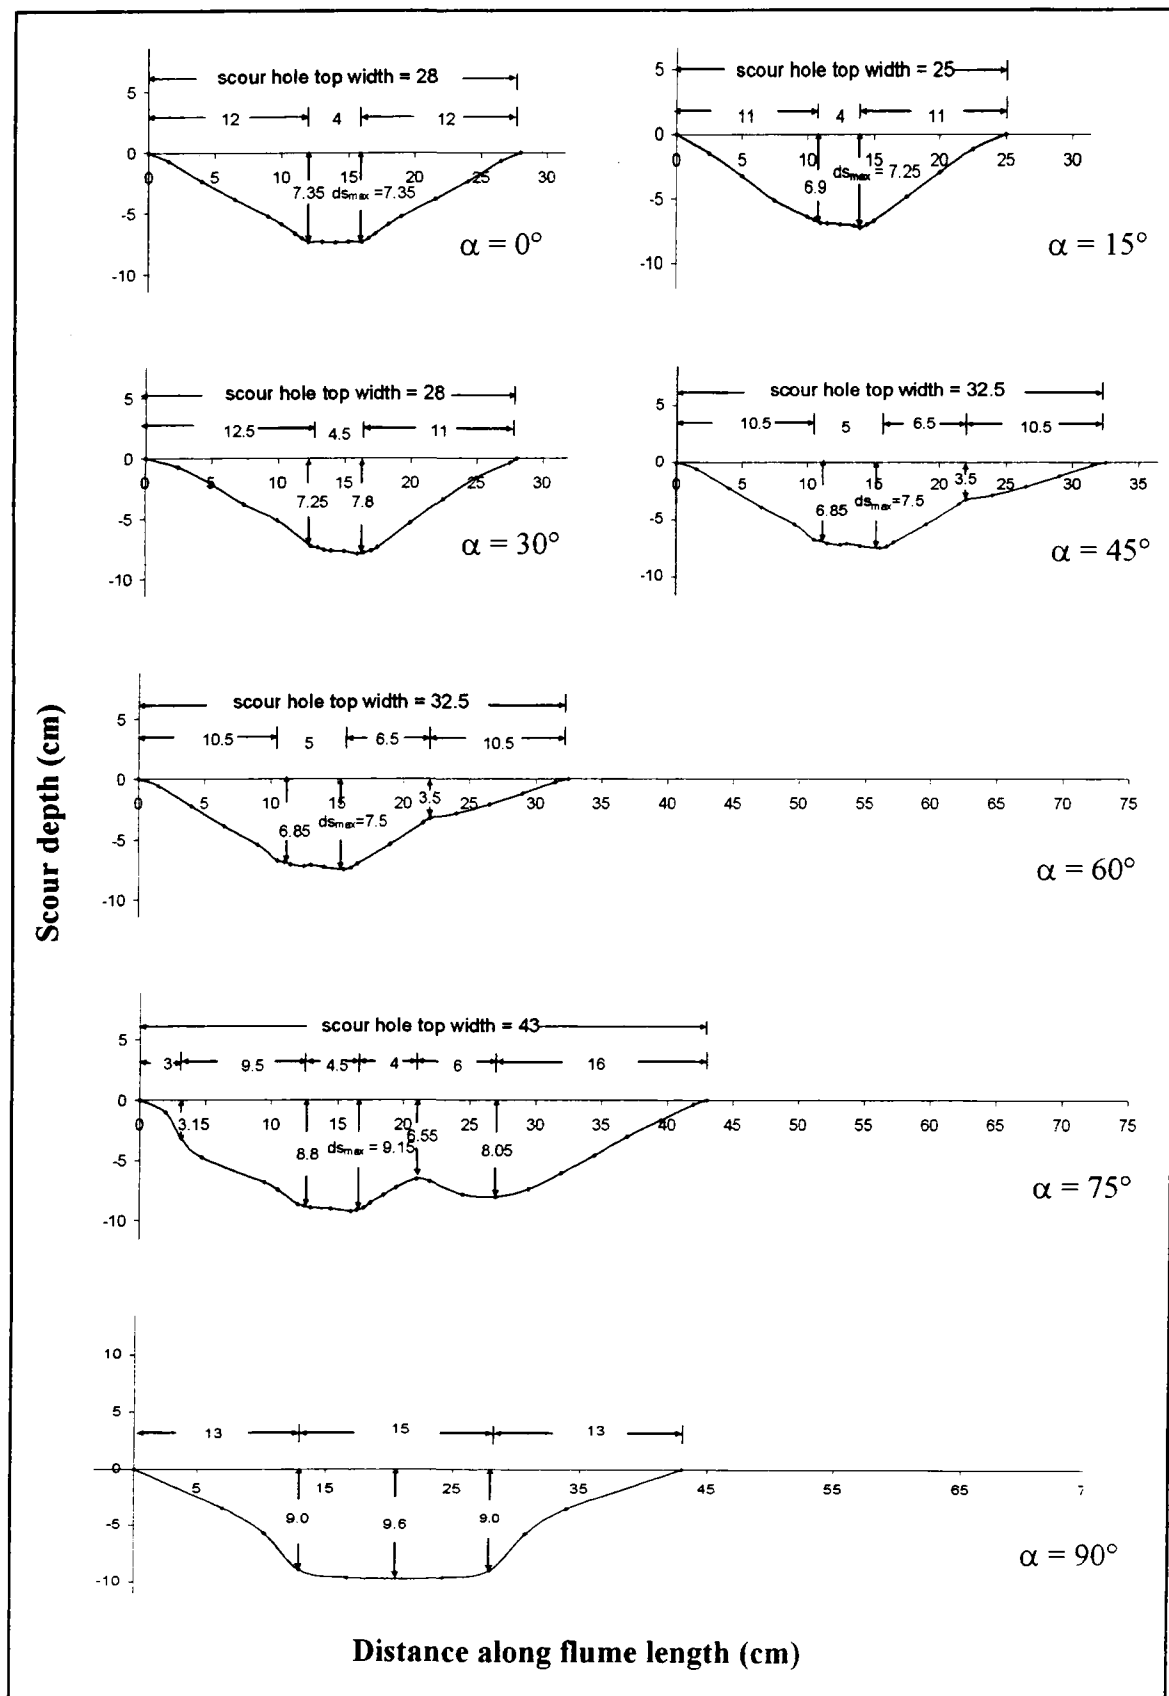 scour hole top width = 28
12 4 12
5
0
-5
-10
0 5 10 15 20 25 30
7.35 dsmax=7.35
α = 0°
scour hole top width = 25
11 4 11
5
0
-5
-10
0 5 10 15 20 25 30
6.9 dsmax= 7.25
α = 15°
scour hole top width = 28
12.5 4.5 11
5
0
-5
-10
0 5 10 15 20 25 30
7.25 7.8
α = 30°
scour hole top width = 32.5
10.5 5 6.5 10.5
5
0
-5
-10
0 5 10 15 20 25 30 35
6.85 dsmax=7.5 3.5
α = 45°
Scour depth (cm)
scour hole top width = 32.5
10.5 5 6.5 10.5
5
0
-5
-10
0 5 10 15 20 25 30 35 40 45 50 55 60 65 70 75
6.85 dsmax=7.5 3.5
α = 60°
scour hole top width = 43
3 9.5 4.5 4 6 16
5
0
-5
-10
0 5 10 15 20 25 30 35 40 45 50 55 60 65 70 75
3.15 8.8 dsmax = 9.15 6.55 8.05
α = 75°
10
5
0
-5
-10
13 15 13
5 15 25 35 45 55 65 7
9.0 9.6 9.0
α = 90°
Distance along flume length (cm)